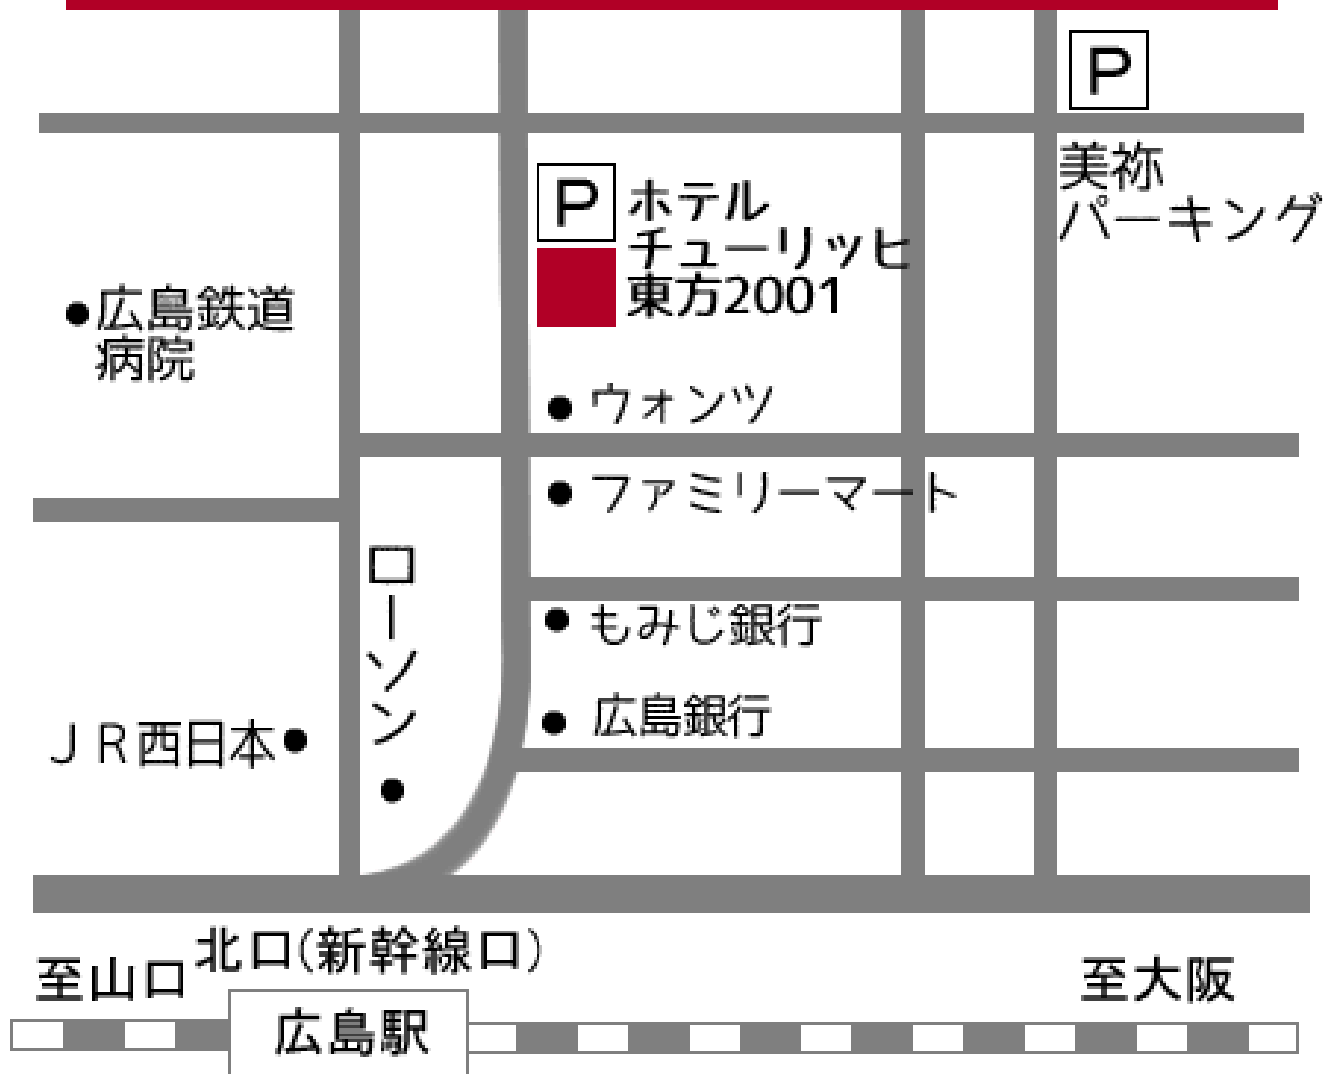 P
美祢
パーキング
P
ホテル
チューリッヒ
東方2001
広島鉄道
病院
ウォンツ
ファミリーマート
ローソン
もみじ銀行
広島銀行
ＪＲ西日本
北口(新幹線口)
至山口
至大阪
広島駅